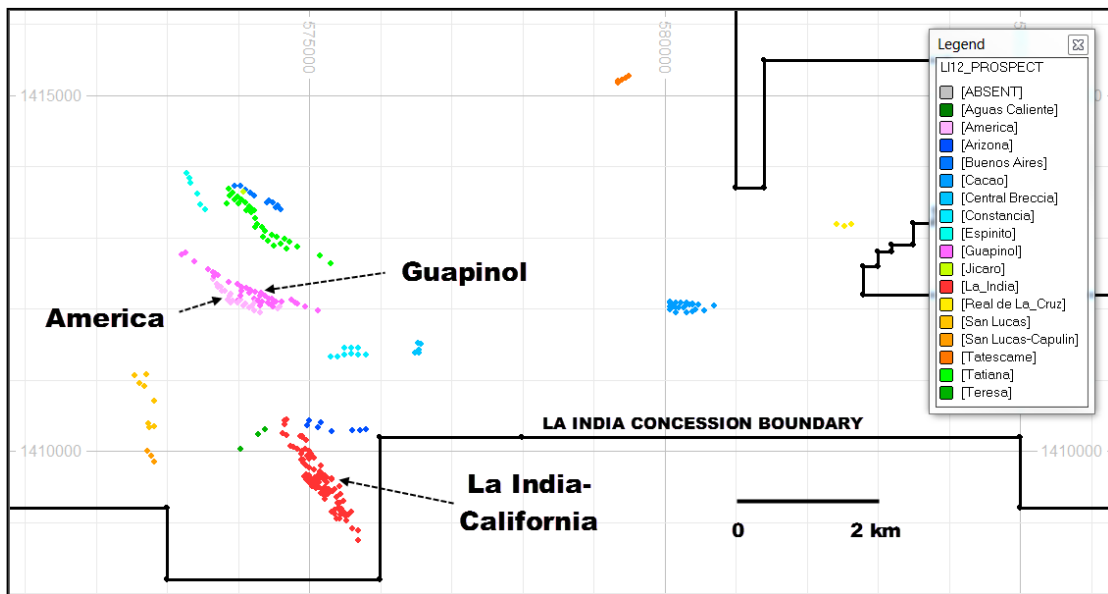 575000
580000
1415000
Legend
LI12_PROSPECT
[ABSENT]
[Aguas Caliente]
[America]
[Arizona]
[Buenos Aires]
[Cacao]
[Central Breccia]
[Constancia]
[Espinito]
[Guapinol]
[Jicaro]
[La_India]
[Real de La_Cruz]
[San Lucas]
[San Lucas-Capulin]
[Tatescame]
[Tatiana]
[Teresa]
Guapinol
America
LA INDIA CONCESSION BOUNDARY
1410000
1410000
La India-
California
0 2 km